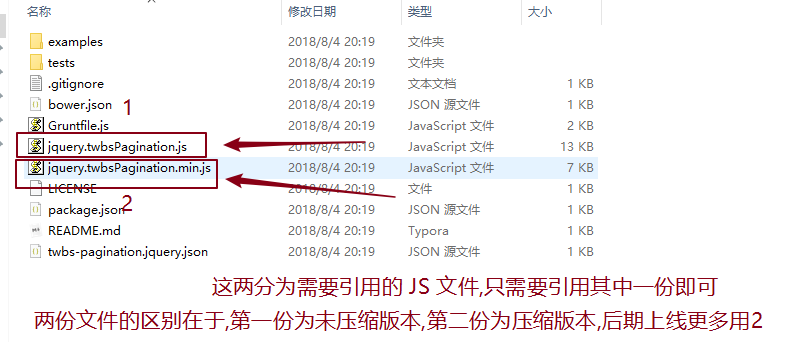 修改日期 类型 大小
examples 2018/8/4 20:19 文件夹
tests 2018/8/4 20:19 文件夹
.gitignore 2018/8/4 20:19 文本文档 1 KB
bower.json 2018/8/4 20:19 JSON 源文件 1 KB
1
Gruntfile.js 2018/8/4 20:19 JavaScript 文件 2 KB
jquery.twbsPagination.js 2018/8/4 20:19 JavaScript 文件 13 KB
jquery.twbsPagination.min.js 2018/8/4 20:19 JavaScript 文件 7 KB
LICENSE 2018/8/4 20:19 文件 1 KB
package.json 2018/8/4 20:19 JSON 源文件 1 KB
2
README.md 2018/8/4 20:19 Typora 1 KB
twbs-pagination.jquery.json 2018/8/4 20:19 JSON 源文件 1 KB
这两分为需要引用的 JS 文件,只需要引用其中一份即可
两份文件的区别在于,第一份为未压缩版本,第二份为压缩版本,后期上线更多用2